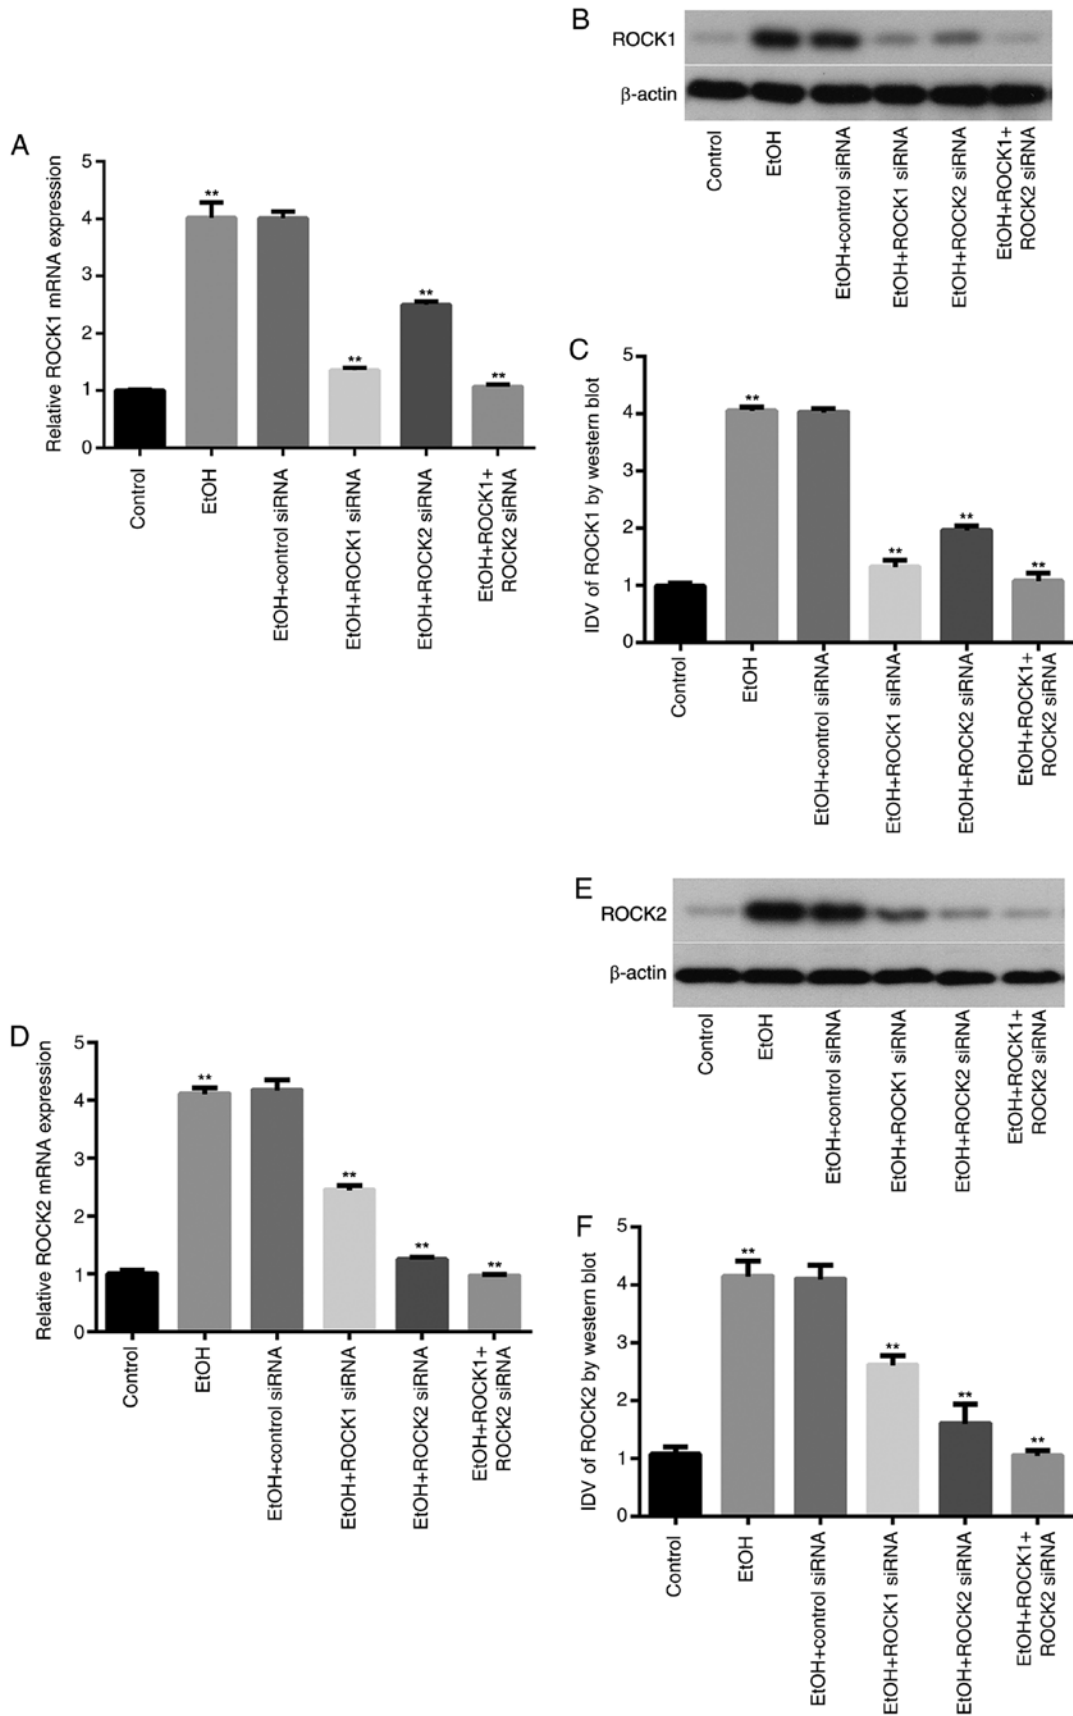 A
Relative ROCK1 mRNA expression
5
4
3
2
1
0
**
**
**
**
Control
EtOH
EtOH+control siRNA
EtOH+ROCK1 siRNA
EtOH+ROCK2 siRNA
EtOH+ROCK1+
ROCK2 siRNA
B
ROCK1
β-actin
Control
EtOH
EtOH+control siRNA
EtOH+ROCK1 siRNA
EtOH+ROCK2 siRNA
EtOH+ROCK1+
ROCK2 siRNA
C
IDV of ROCK1 by western blot
5
4
3
2
1
0
**
**
**
**
Control
EtOH
EtOH+control siRNA
EtOH+ROCK1 siRNA
EtOH+ROCK2 siRNA
EtOH+ROCK1+
ROCK2 siRNA
D
Relative ROCK2 mRNA expression
5
4
3
2
1
0
**
**
**
**
Control
EtOH
EtOH+control siRNA
EtOH+ROCK1 siRNA
EtOH+ROCK2 siRNA
EtOH+ROCK1+
ROCK2 siRNA
E
ROCK2
β-actin
Control
EtOH
EtOH+control siRNA
EtOH+ROCK1 siRNA
EtOH+ROCK2 siRNA
EtOH+ROCK1+
ROCK2 siRNA
F
IDV of ROCK2 by western blot
5
4
3
2
1
0
**
**
**
**
Control
EtOH
EtOH+control siRNA
EtOH+ROCK1 siRNA
EtOH+ROCK2 siRNA
EtOH+ROCK1+
ROCK2 siRNA